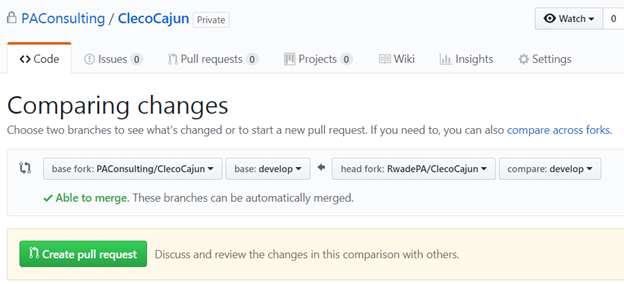 PAConsulting / ClecoCajun Private Watch 0
Code Issues 0 Pull requests 0 Projects 0 Wiki Insights Settings
Comparing changes
Choose two branches to see what's changed or to start a new pull request. If you need to, you can also compare across forks.
base fork: PAConsulting/ClecoCajun base: develop head fork: RwadePA/ClecoCajun compare: develop
Able to merge. These branches can be automatically merged.
Create pull request Discuss and review the changes in this comparison with others.